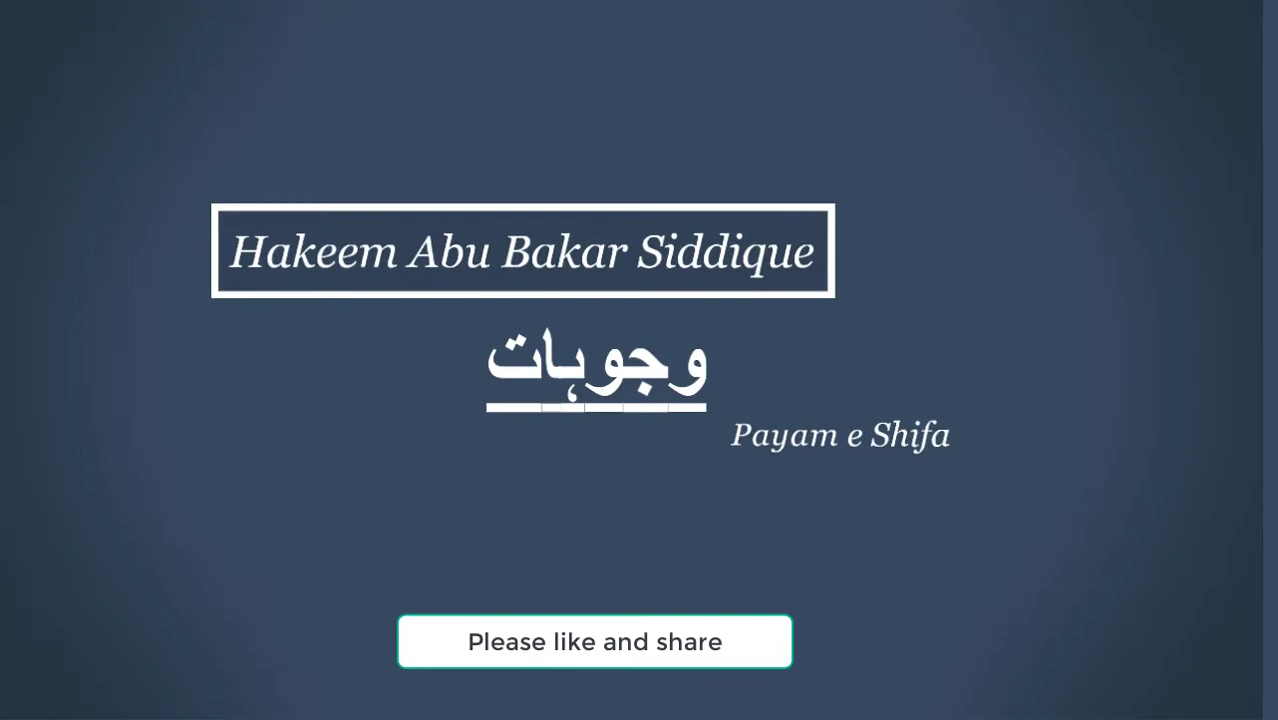 Hakeem Abu Bakar Siddique
وجوہات
Payam e Shifa
Please like and share